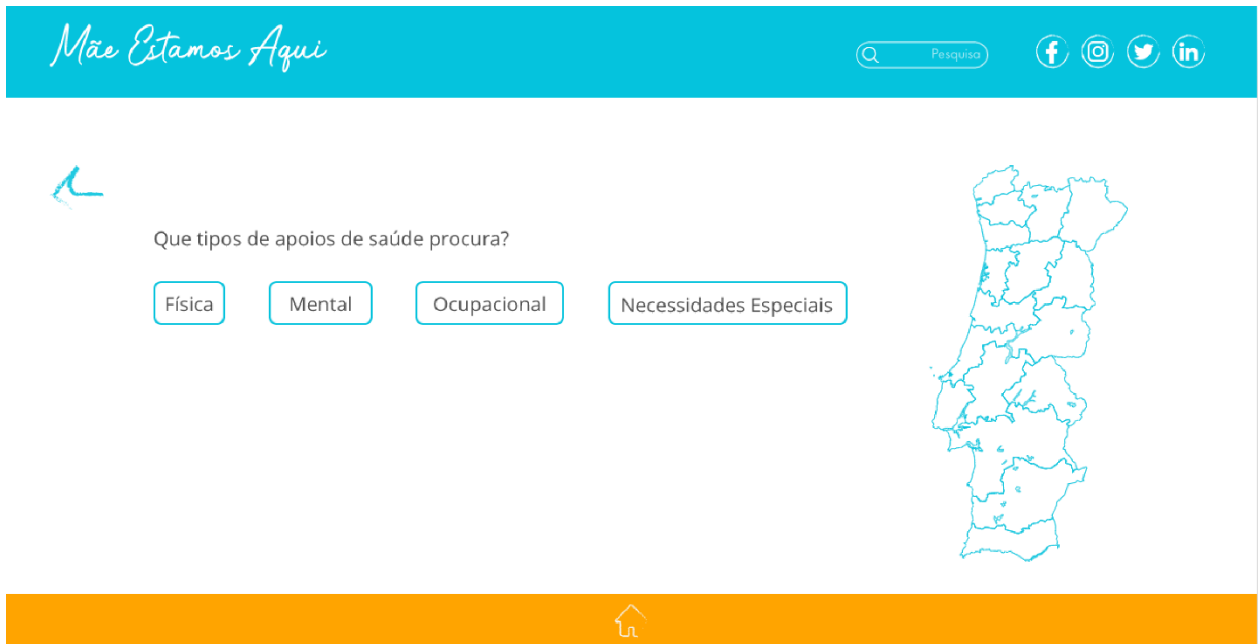 Mãe Estamos Aqui
Pesquisa
Que tipos de apoios de saúde procura?
Física
Mental
Ocupacional
Necessidades Especiais